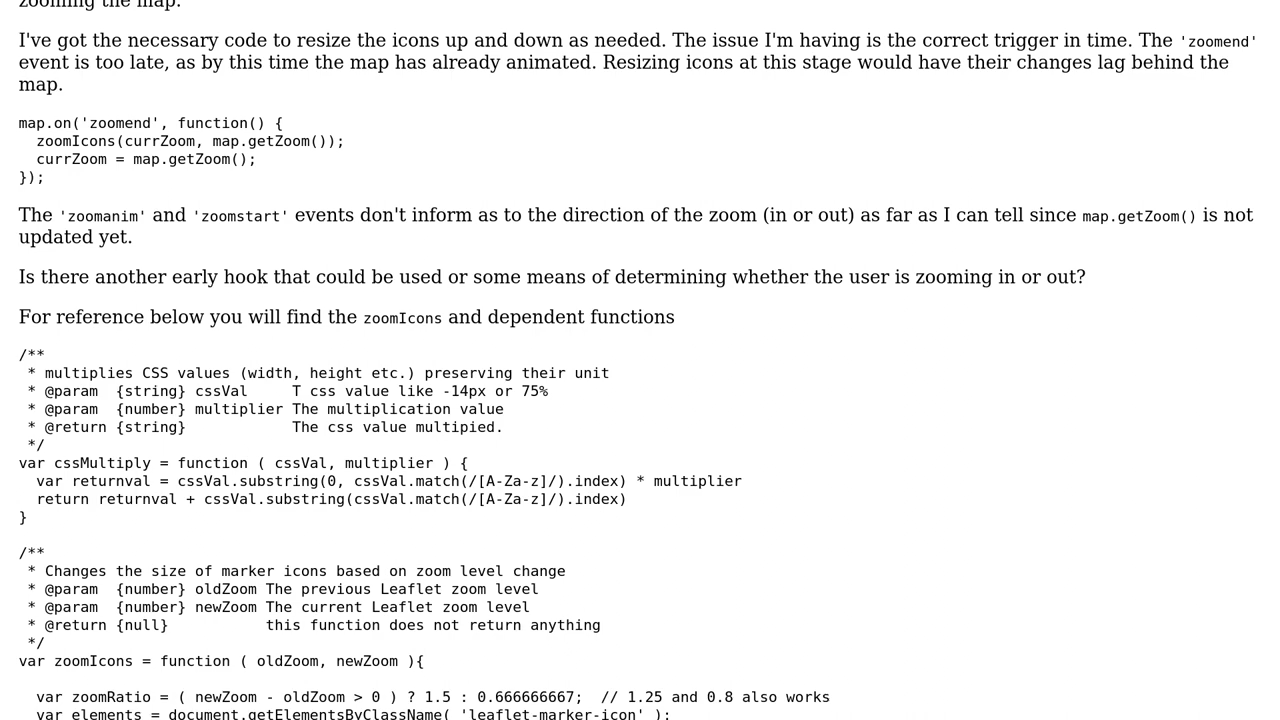 zooming the map.
I've got the necessary code to resize the icons up and down as needed. The issue I'm having is the correct trigger in time. The 'zoomend'
event is too late, as by this time the map has already animated. Resizing icons at this stage would have their changes lag behind the
map.
map.on('zoomend', function() {
  zoomIcons(currZoom, map.getZoom());
  currZoom = map.getZoom();
});
The 'zoomanim' and 'zoomstart' events don't inform as to the direction of the zoom (in or out) as far as I can tell since map.getZoom() is not
updated yet.
Is there another early hook that could be used or some means of determining whether the user is zooming in or out?
For reference below you will find the zoomIcons and dependent functions
/**
 * multiplies CSS values (width, height etc.) preserving their unit
 * @param  {string} cssVal     T css value like -14px or 75%
 * @param  {number} multiplier The multiplication value
 * @return {string}            The css value multipied.
 */
var cssMultiply = function ( cssVal, multiplier ) {
  var returnval = cssVal.substring(0, cssVal.match(/[A-Za-z]/).index) * multiplier
  return returnval + cssVal.substring(cssVal.match(/[A-Za-z]/).index)
}
/**
 * Changes the size of marker icons based on zoom level change
 * @param  {number} oldZoom The previous Leaflet zoom level
 * @param  {number} newZoom The current Leaflet zoom level
 * @return {null}           this function does not return anything
 */
var zoomIcons = function ( oldZoom, newZoom ){
  var zoomRatio = ( newZoom - oldZoom > 0 ) ? 1.5 : 0.666666667;  // 1.25 and 0.8 also works
  var elements = document.getElementsByClassName( 'leaflet-marker-icon' );